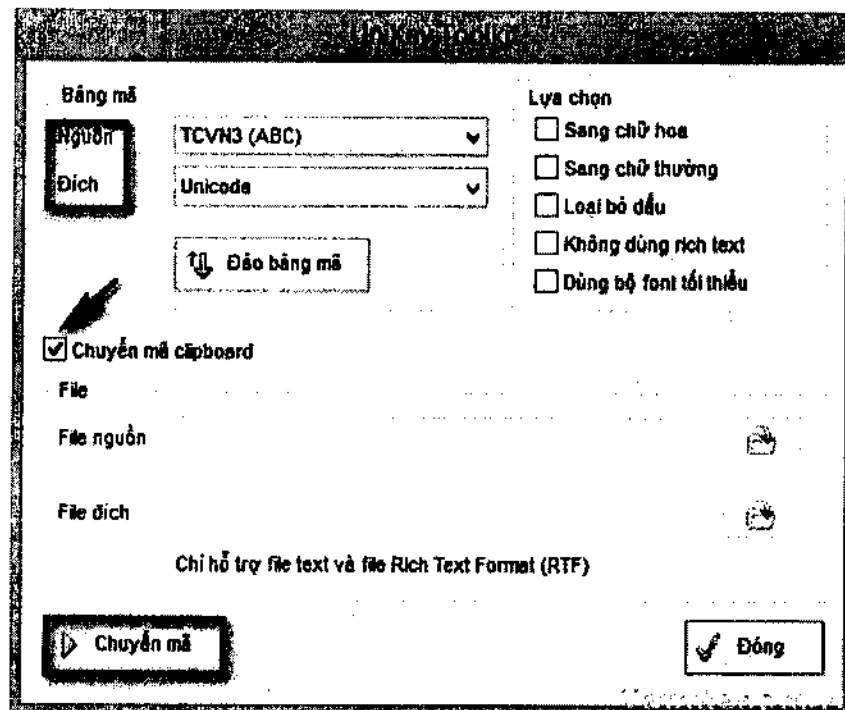 UniKey Toolkit
Bảng mã
Nguồn
TCVN3 (ABC)
Đích
Unicode
Đảo bảng mã
Lựa chọn
Sang chữ hoa
Sang chữ thường
Loại bỏ dấu
Không dùng rich text
Dùng bộ font tối thiểu
Chuyển mã clipboard
File
File nguồn
File đích
Chỉ hỗ trợ file text và file Rich Text Format (RTF)
Chuyển mã
Đóng